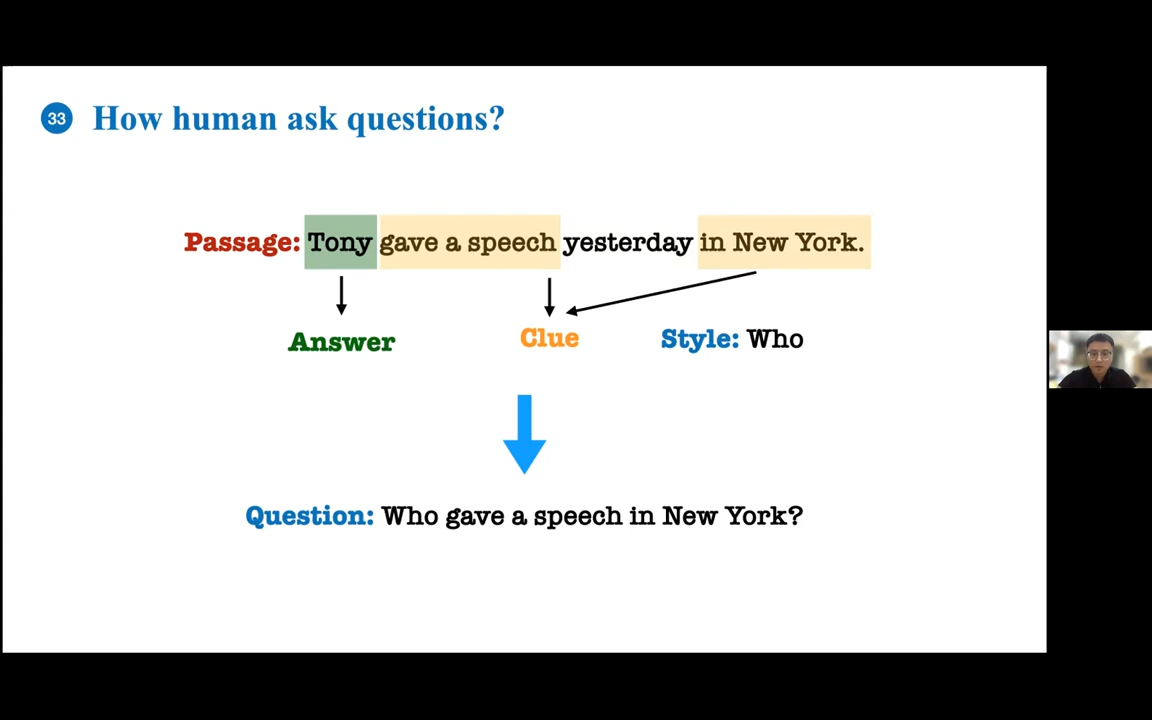 33 How human ask questions?
Passage: Tony gave a speech yesterday in New York.
Answer Clue Style: Who
Question: Who gave a speech in New York?